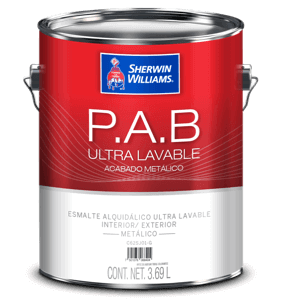 SHERWIN
WILLIAMS
P.A.B
ULTRA LAVABLE
ACABADO METÁLICO
ESMALTE ALQUIDÁLICO ULTRA LAVABLE
INTERIOR/ EXTERIOR
METÁLICO
CONT. NET. 3.69 L